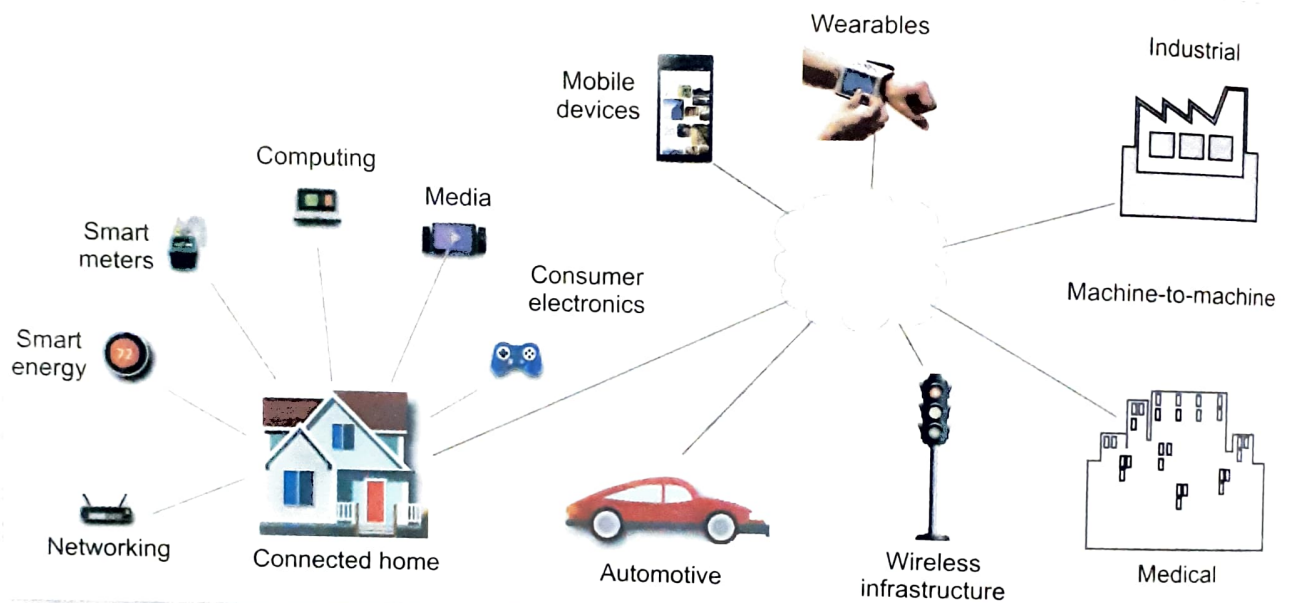 Wearables
Industrial
Mobile
devices
Computing
Media
Smart
meters
Consumer
electronics
Machine-to-machine
Smart
energy
72
Networking
Connected home
Automotive
Wireless
infrastructure
Medical